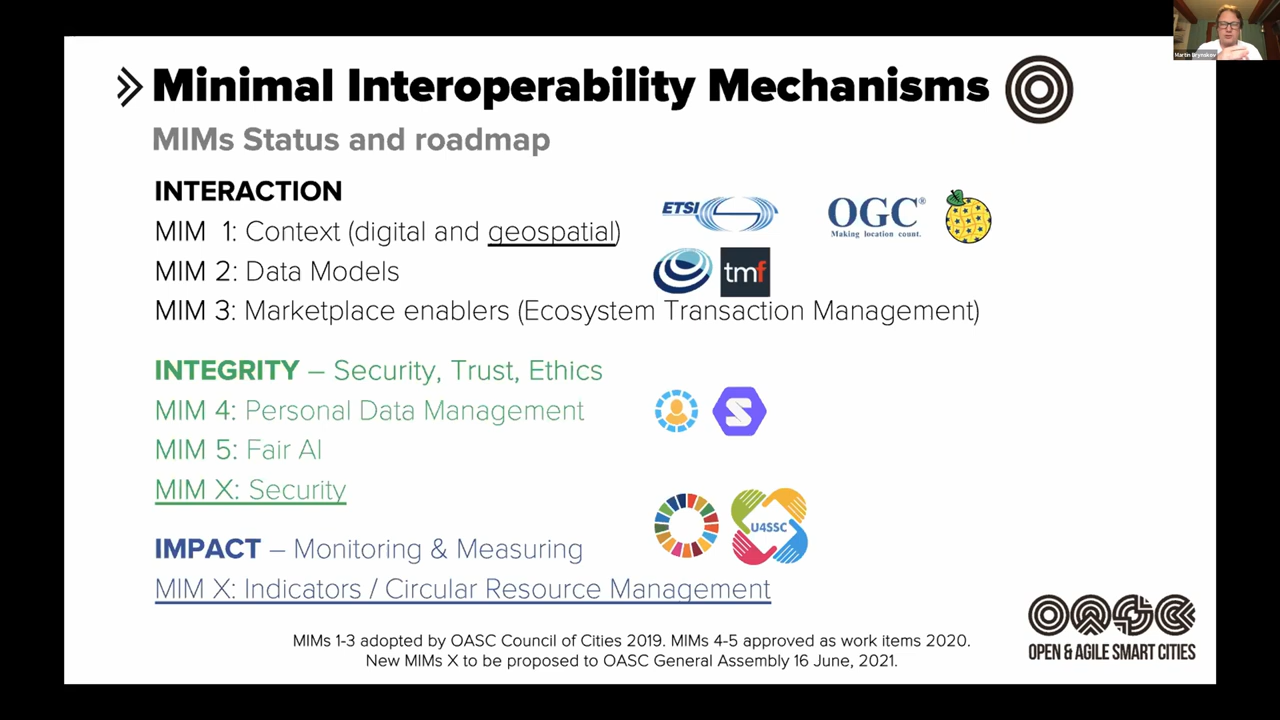 Martin Brynskov
Minimal Interoperability Mechanisms
MIMs Status and roadmap
INTERACTION
MIM 1: Context (digital and geospatial)
ETSI
OGC®
Making location count.
MIM 2: Data Models
tmf
MIM 3: Marketplace enablers (Ecosystem Transaction Management)
INTEGRITY – Security, Trust, Ethics
MIM 4: Personal Data Management
MIM 5: Fair AI
MIM X: Security
U4SSC
IMPACT – Monitoring & Measuring
MIM X: Indicators / Circular Resource Management
MIMs 1-3 adopted by OASC Council of Cities 2019. MIMs 4-5 approved as work items 2020.
New MIMs X to be proposed to OASC General Assembly 16 June, 2021.
OASC
OPEN & AGILE SMART CITIES